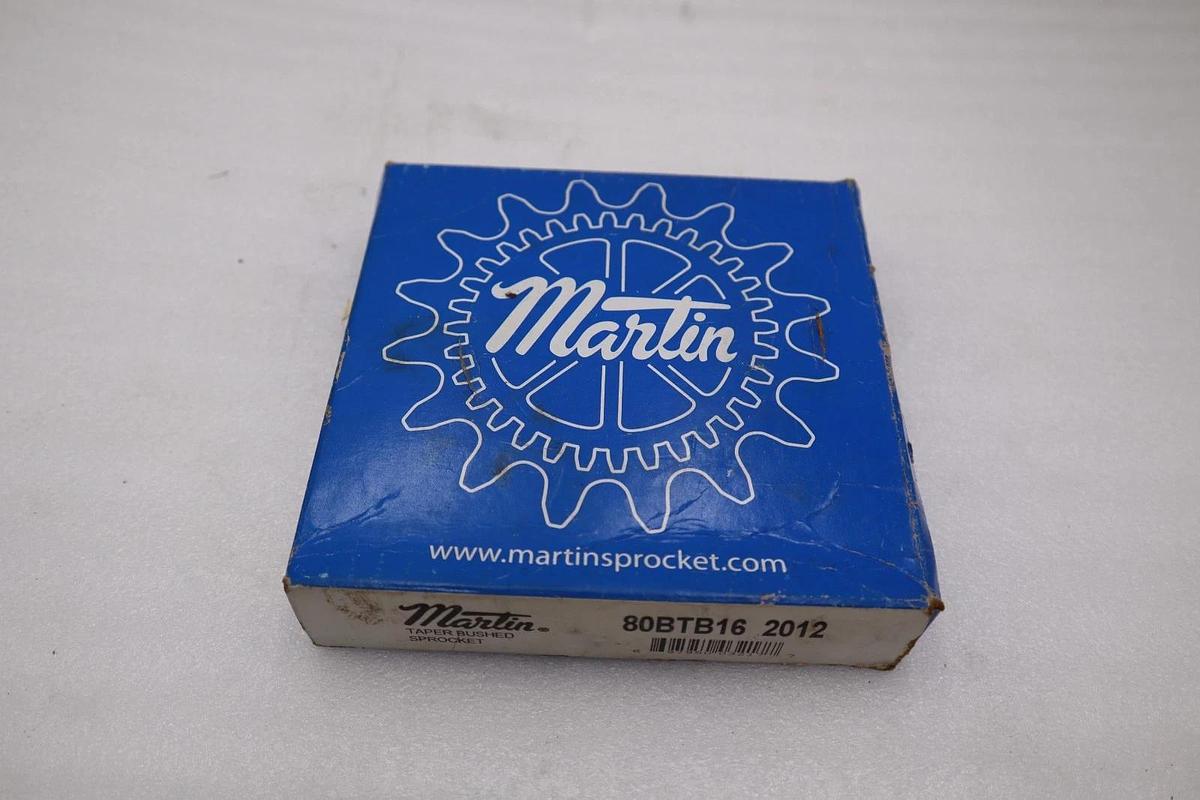 Martin
www.martinsprocket.com
Martin®
TAPER BUSHED
SPROCKET
80BTB16 2012